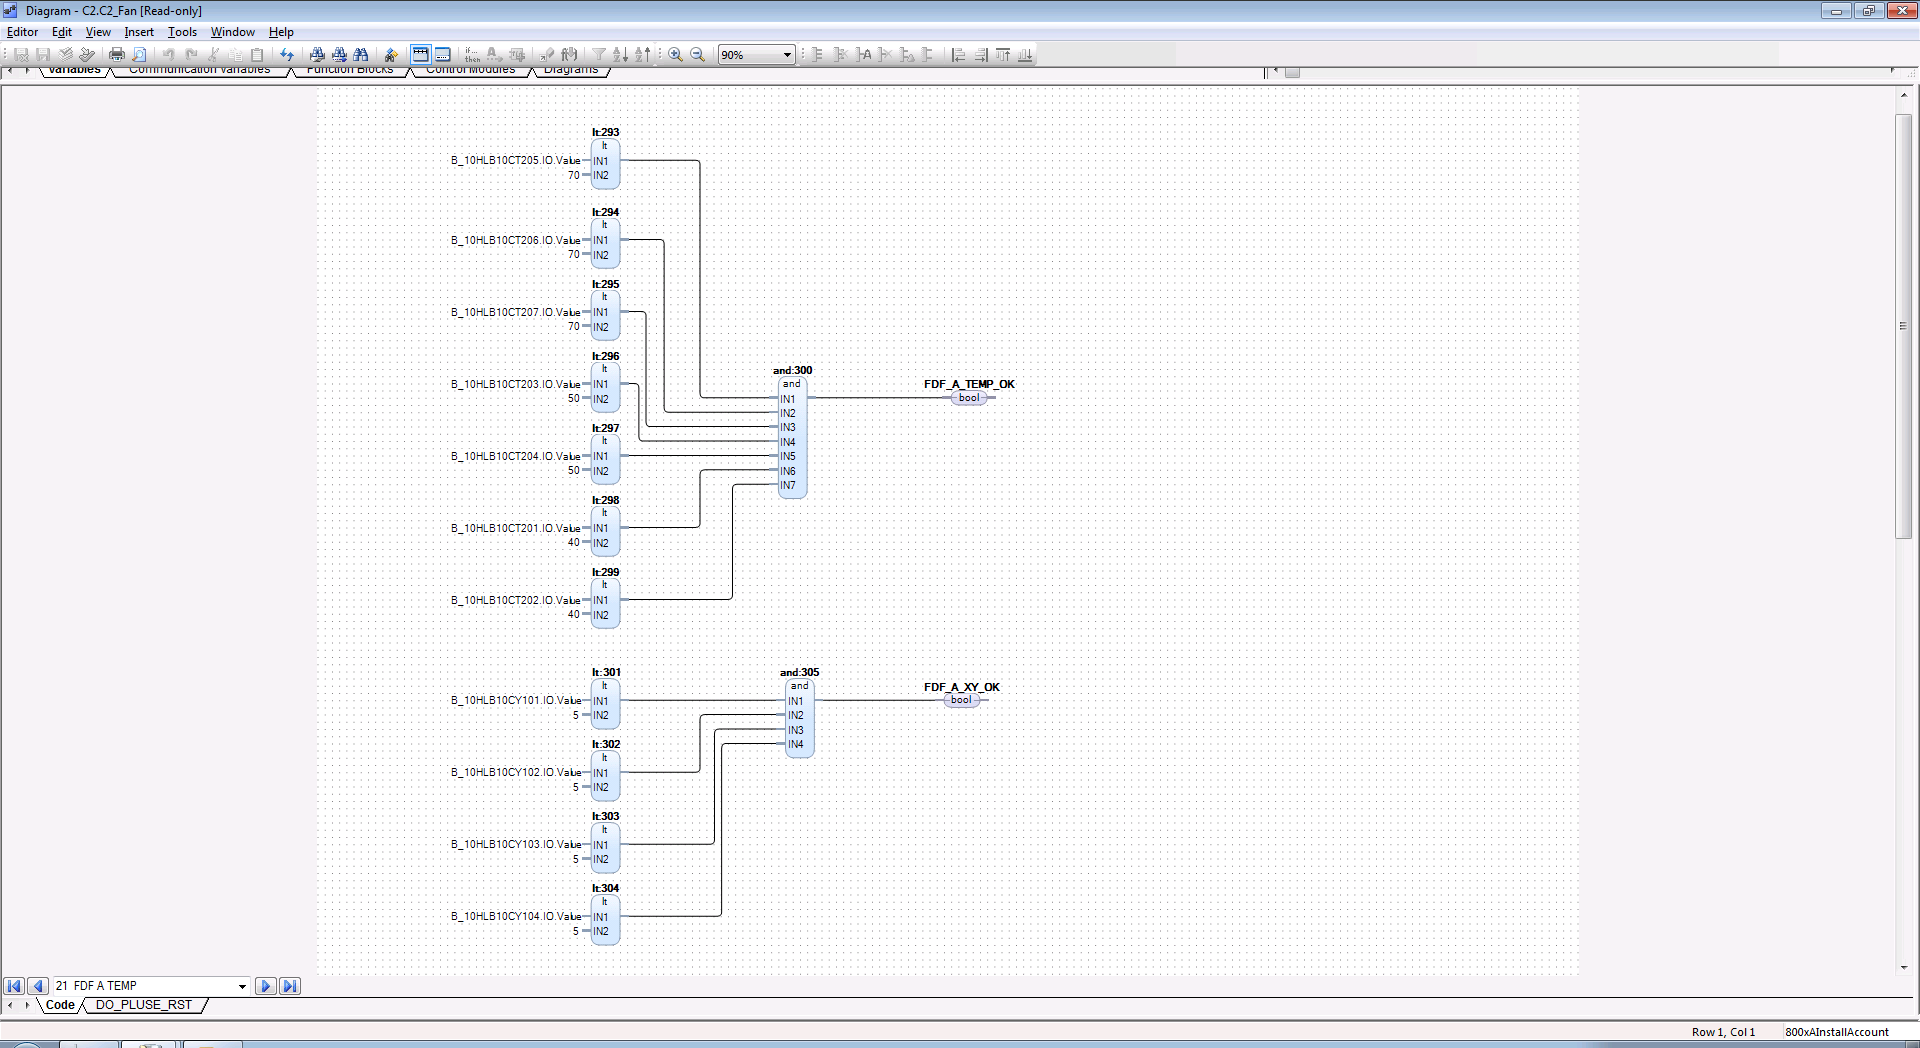 Diagram - C2.C2_Fan [Read-only]
Editor Edit View Insert Tools Window Help
if... then 90%
Variables Communication Variables Function Blocks Control Modules Diagrams
lt:293
lt
B_10HLB10CT205.IO.Value IN1
70 IN2
lt:294
lt
B_10HLB10CT206.IO.Value IN1
70 IN2
lt:295
lt
B_10HLB10CT207.IO.Value IN1
70 IN2
lt:296
lt
B_10HLB10CT203.IO.Value IN1
50 IN2
lt:297
lt
B_10HLB10CT204.IO.Value IN1
50 IN2
lt:298
lt
B_10HLB10CT201.IO.Value IN1
40 IN2
lt:299
lt
B_10HLB10CT202.IO.Value IN1
40 IN2
and:300
and
IN1
IN2
IN3
IN4
IN5
IN6
IN7
FDF_A_TEMP_OK
bool
lt:301
lt
B_10HLB10CY101.IO.Value IN1
5 IN2
lt:302
lt
B_10HLB10CY102.IO.Value IN1
5 IN2
lt:303
lt
B_10HLB10CY103.IO.Value IN1
5 IN2
lt:304
lt
B_10HLB10CY104.IO.Value IN1
5 IN2
and:305
and
IN1
IN2
IN3
IN4
FDF_A_XY_OK
bool
21 FDF A TEMP
Code DO_PLUSE_RST
Row 1, Col 1 800xAInstallAccount